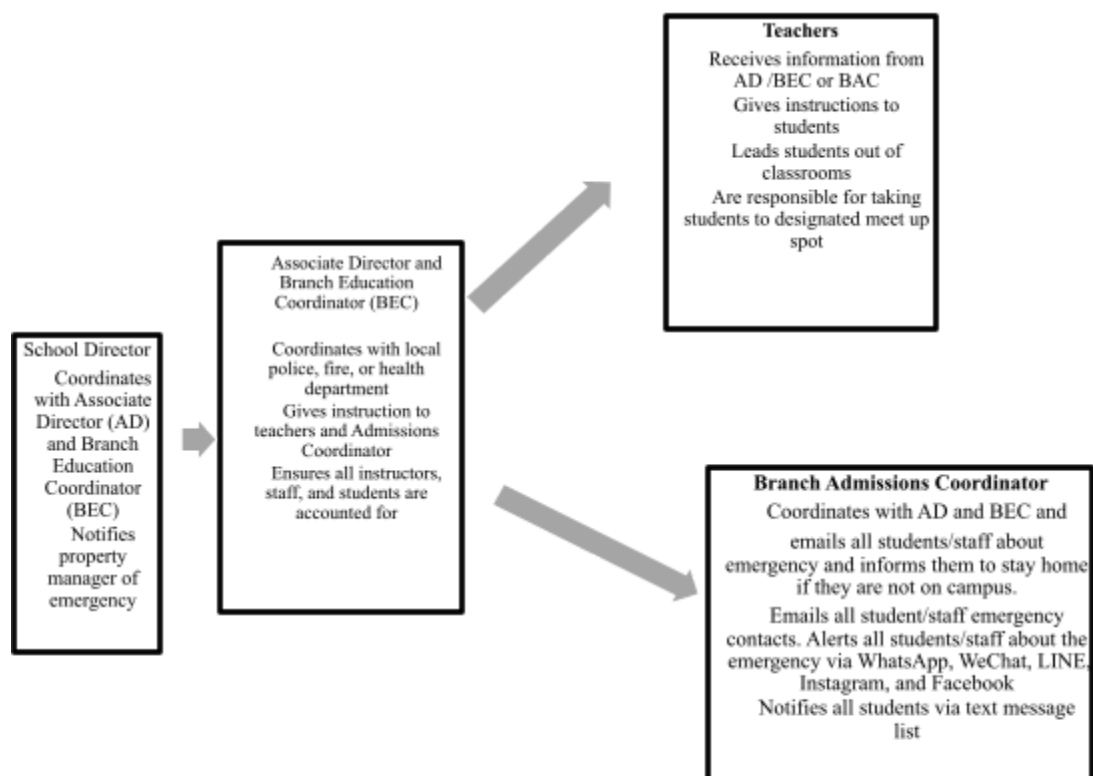 School Director
Coordinates
with Associate
Director (AD)
and Branch
Education
Coordinator
(BEC)
Notifies
property
manager of
emergency
Associate Director and
Branch Education
Coordinator (BEC)
Coordinates with local
police, fire, or health
department
Gives instruction to
teachers and Admissions
Coordinator
Ensures all instructors,
staff, and students are
accounted for
Teachers
Receives information from
AD /BEC or BAC
Gives instructions to
students
Leads students out of
classrooms
Are responsible for taking
students to designated meet up
spot
Branch Admissions Coordinator
Coordinates with AD and BEC and
emails all students/staff about
emergency and informs them to stay home
if they are not on campus.
Emails all student/staff emergency
contacts. Alerts all students/staff about the
emergency via WhatsApp, WeChat, LINE,
Instagram, and Facebook
Notifies all students via text message
list